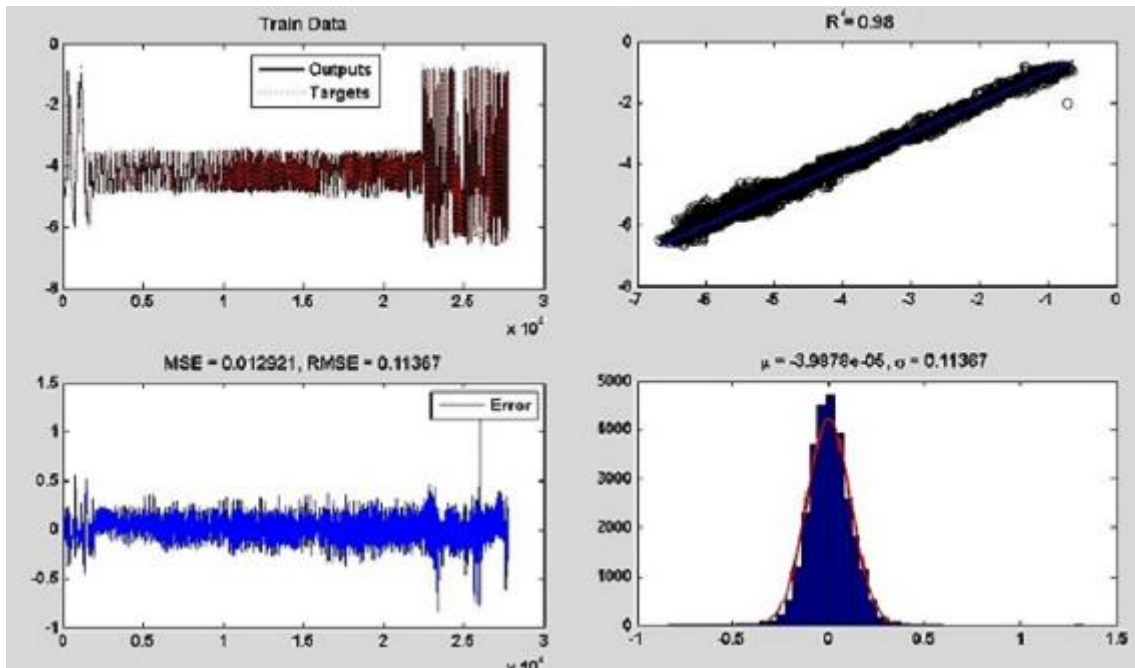 Train Data
0
-2
-4
-6
-8
Outputs
Targets
0 0.5 1 1.5 2 2.5 3
x 10⁴
R²= 0.98
0
-2
-4
-6
-8
-7 -6 -5 -4 -3 -2 -1 0
MSE = 0.012921, RMSE = 0.11367
1.5
1
0.5
0
-0.5
-1
Error
0 0.5 1 1.5 2 2.5 3
x 10⁴
μ = -3.9878e-05, σ = 0.11367
5000
4000
3000
2000
1000
0
-1 -0.5 0 0.5 1 1.5